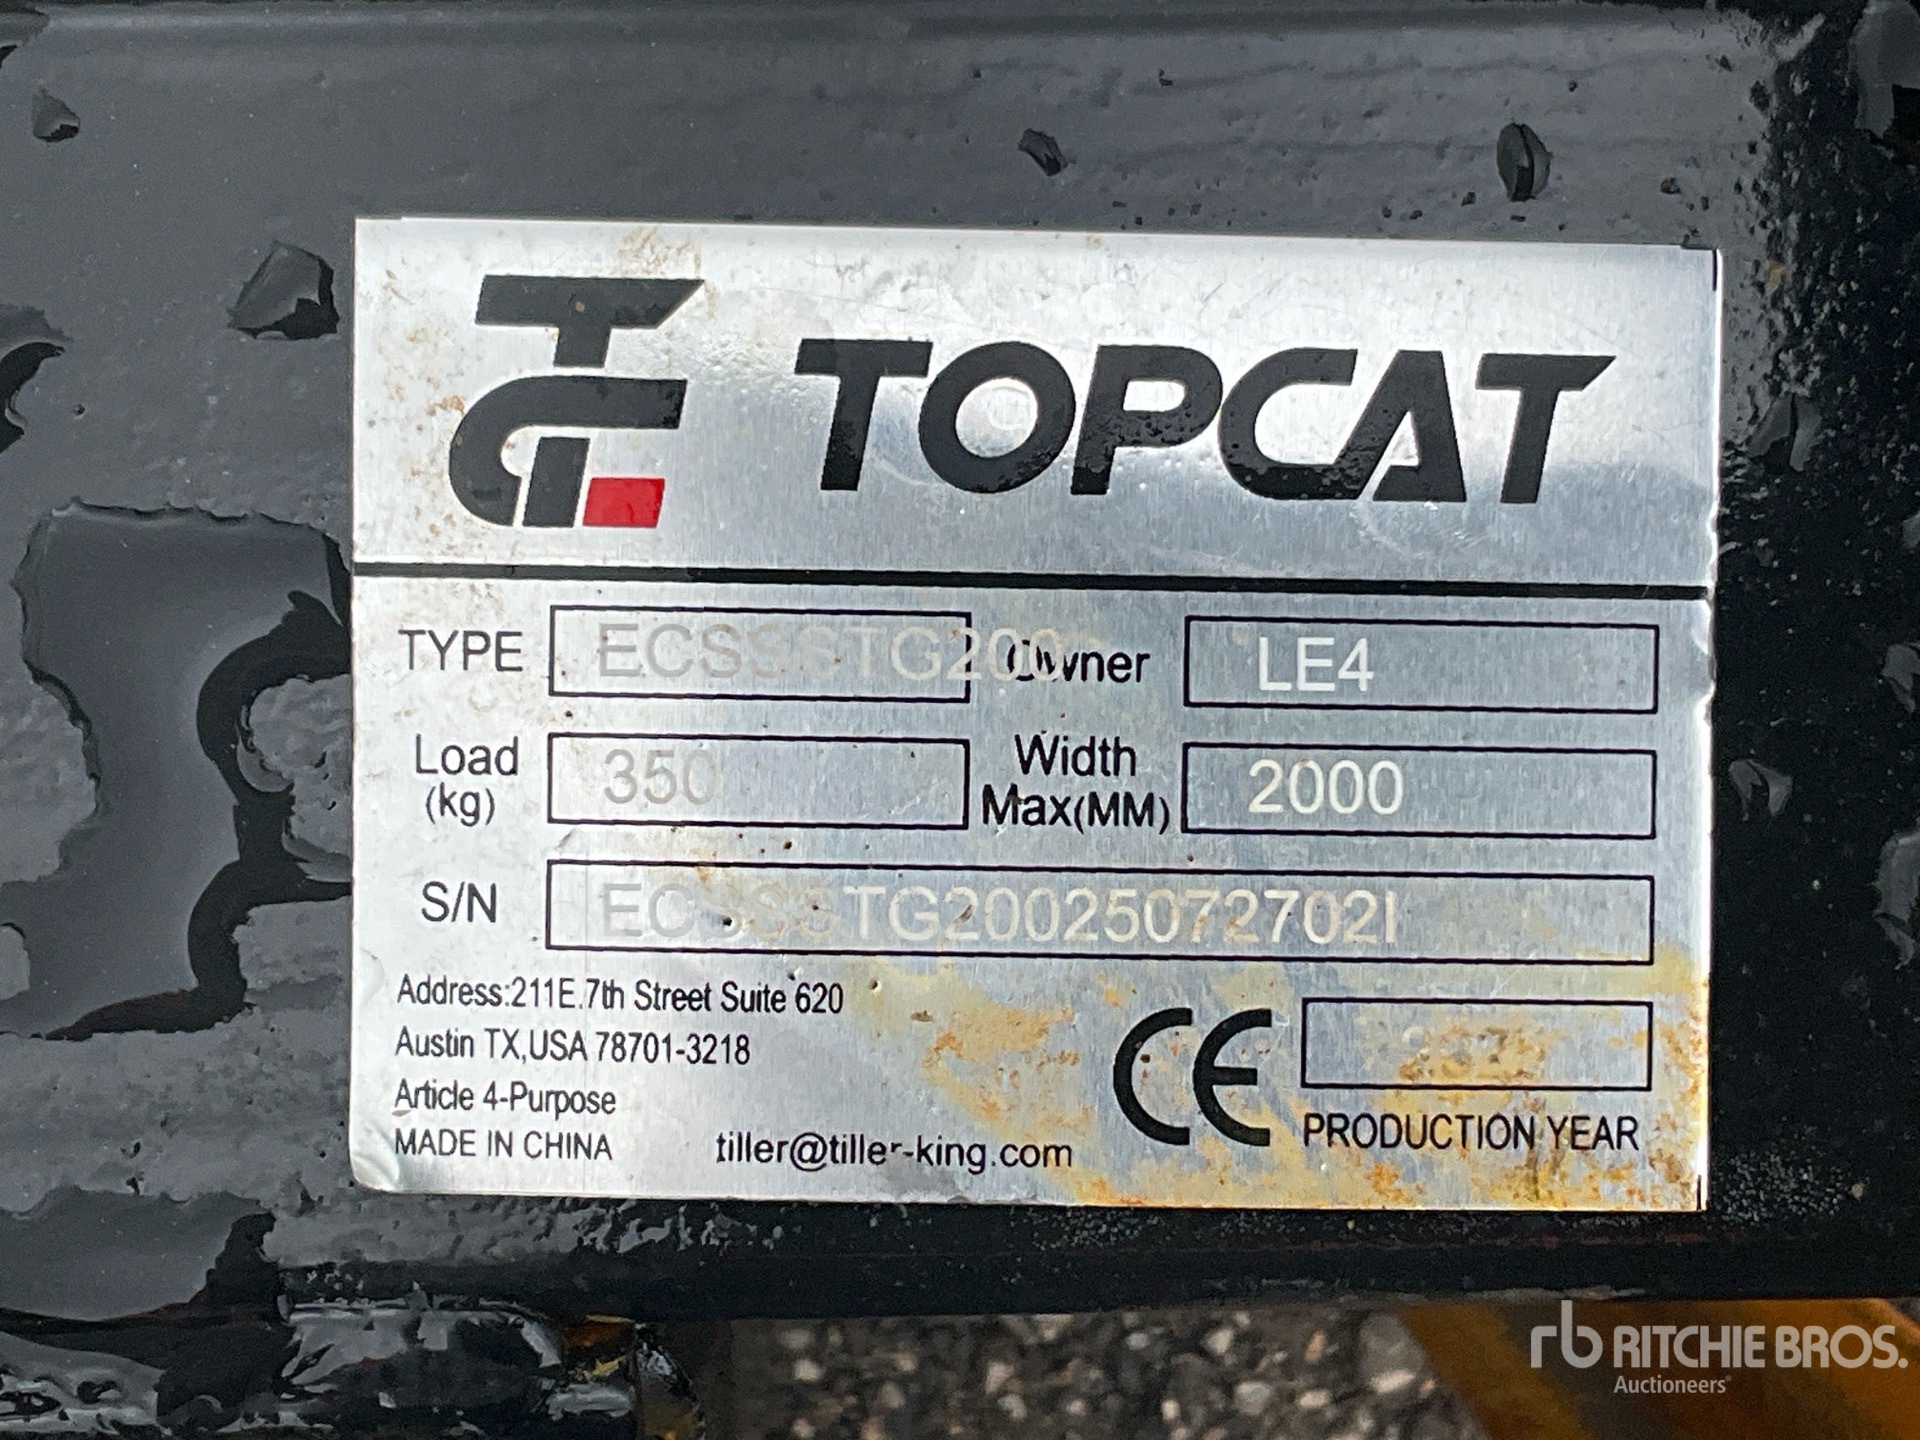 TOPCAT
TYPE ECSSSTG200 Owner LE4
Load (kg) 350 Width Max(MM) 2000
S/N ECSSSTG20025072702I
Address:211E.7th Street Suite 620
Austin TX,USA 78701-3218
Article 4-Purpose
MADE IN CHINA tiller@tiller-king.com
CE PRODUCTION YEAR
rb RITCHIE BROS.
Auctioneers